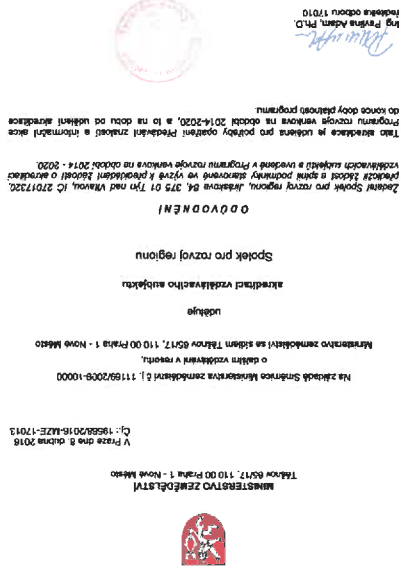 MINISTERSTVO ZEMĚDĚLSTVÍ
Těšnov 65/17, 110 00 Praha 1 - Nové Město
V Praze dne 8. dubna 2016
Čj.: 19568/2016-MZE-17013
Na základě Směrnice Ministerstva zemědělství č.j. 11169/2009-10000
o dalším vzdělávání v resortu,
Ministerstvo zemědělství se sídlem Těšnov 65/17, 110 00 Praha 1 - Nové Město
uděluje
akreditaci vzdělávacího subjektu
Spolek pro rozvoj regionu
ODŮVODNĚNÍ
Žadatel Spolek pro rozvoj regionu, Jiráskova 84, 375 01 Týn nad Vltavou, IČ 27017320,
předložil žádost a splnil podmínky stanovené ve výzvě k předkládání žádostí o akreditaci
vzdělávacích subjektů a uvedené v Programu rozvoje venkova na období 2014 - 2020.
Tato akreditace je udělena pro potřeby opatření Předávání znalostí a informační akce
Programu rozvoje venkova na období 2014-2020, a to na dobu od udělení akreditace
do konce doby platnosti programu.
Ing. Pavlína Adam, Ph.D.
ředitelka odboru 17010